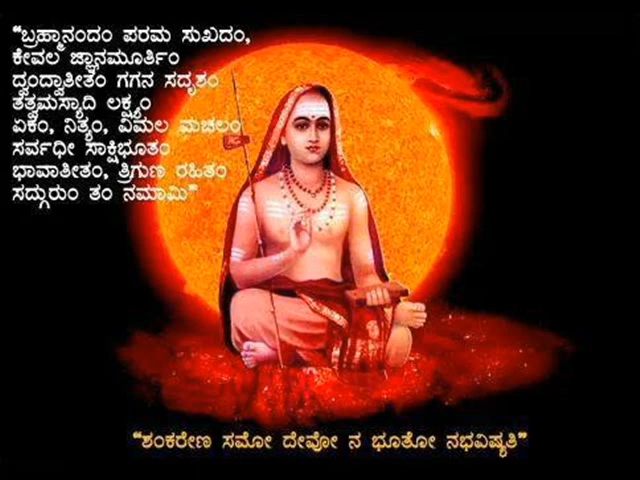 “ಬ್ರಹ್ಮಾನಂದಂ ಪರಮ ಸುಖದಂ,
ಕೇವಲ ಜ್ಞಾನಮೂರ್ತಿಂ
ದ್ವಂದ್ವಾತೀತಂ ಗಗನ ಸದೃಶಂ
ತತ್ವಮಸ್ಯಾದಿ ಲಕ್ಷ್ಯಂ
ಏಕಂ, ನಿತ್ಯಂ, ವಿಮಲ ಮಚಲಂ
ಸರ್ವಧೀ ಸಾಕ್ಷಿಭೂತಂ
ಭಾವಾತೀತಂ, ತ್ರಿಗುಣ ರಹಿತಂ
ಸದ್ಗುರುಂ ತಂ ನಮಾಮಿ”
“ಶಂಕರೇಣ ಸಮೋ ದೇವೋ ನ ಭೂತೋ ನಭವಿಷ್ಯತಿ”